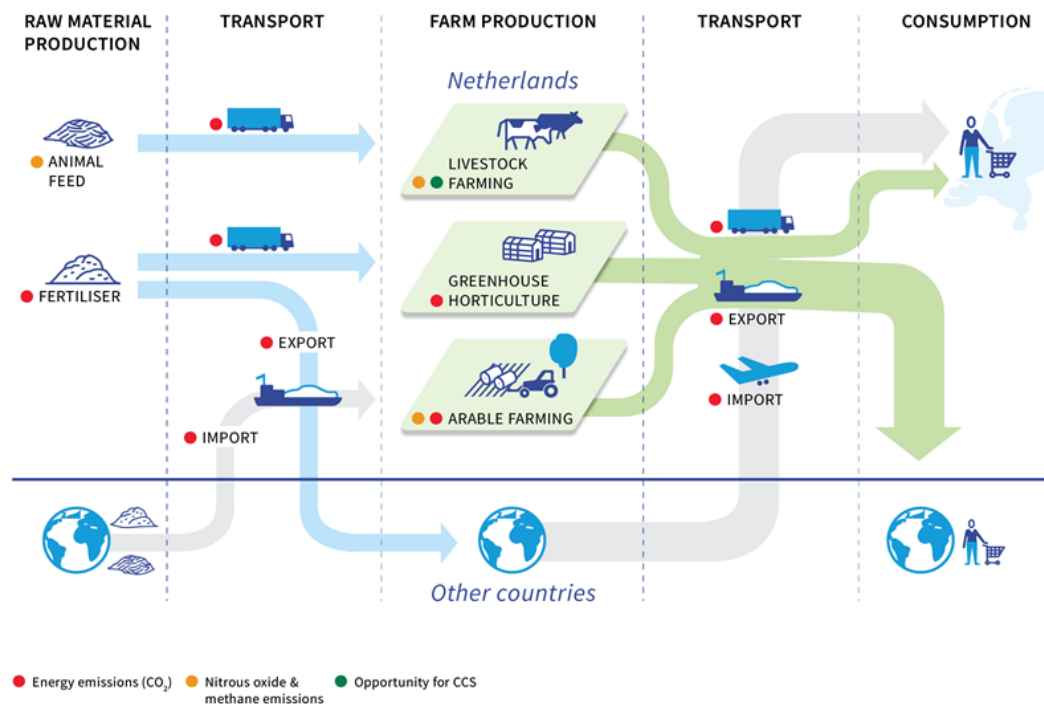 RAW MATERIAL
PRODUCTION
TRANSPORT
FARM PRODUCTION
TRANSPORT
CONSUMPTION
Netherlands
ANIMAL
FEED
LIVESTOCK
FARMING
FERTILISER
GREENHOUSE
HORTICULTURE
EXPORT
EXPORT
IMPORT
ARABLE FARMING
IMPORT
Other countries
Energy emissions (CO₂)
Nitrous oxide &
methane emissions
Opportunity for CCS